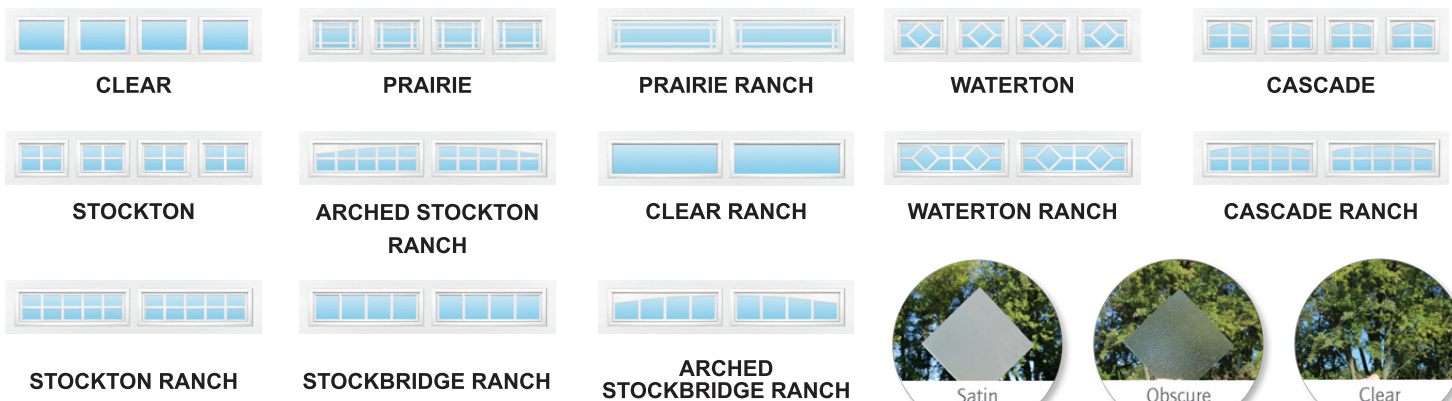 CLEAR
PRAIRIE
PRAIRIE RANCH
WATERTON
CASCADE
STOCKTON
ARCHED STOCKTON
RANCH
CLEAR RANCH
WATERTON RANCH
CASCADE RANCH
STOCKTON RANCH
STOCKBRIDGE RANCH
ARCHED
STOCKBRIDGE RANCH
Satin
Obscure
Clear